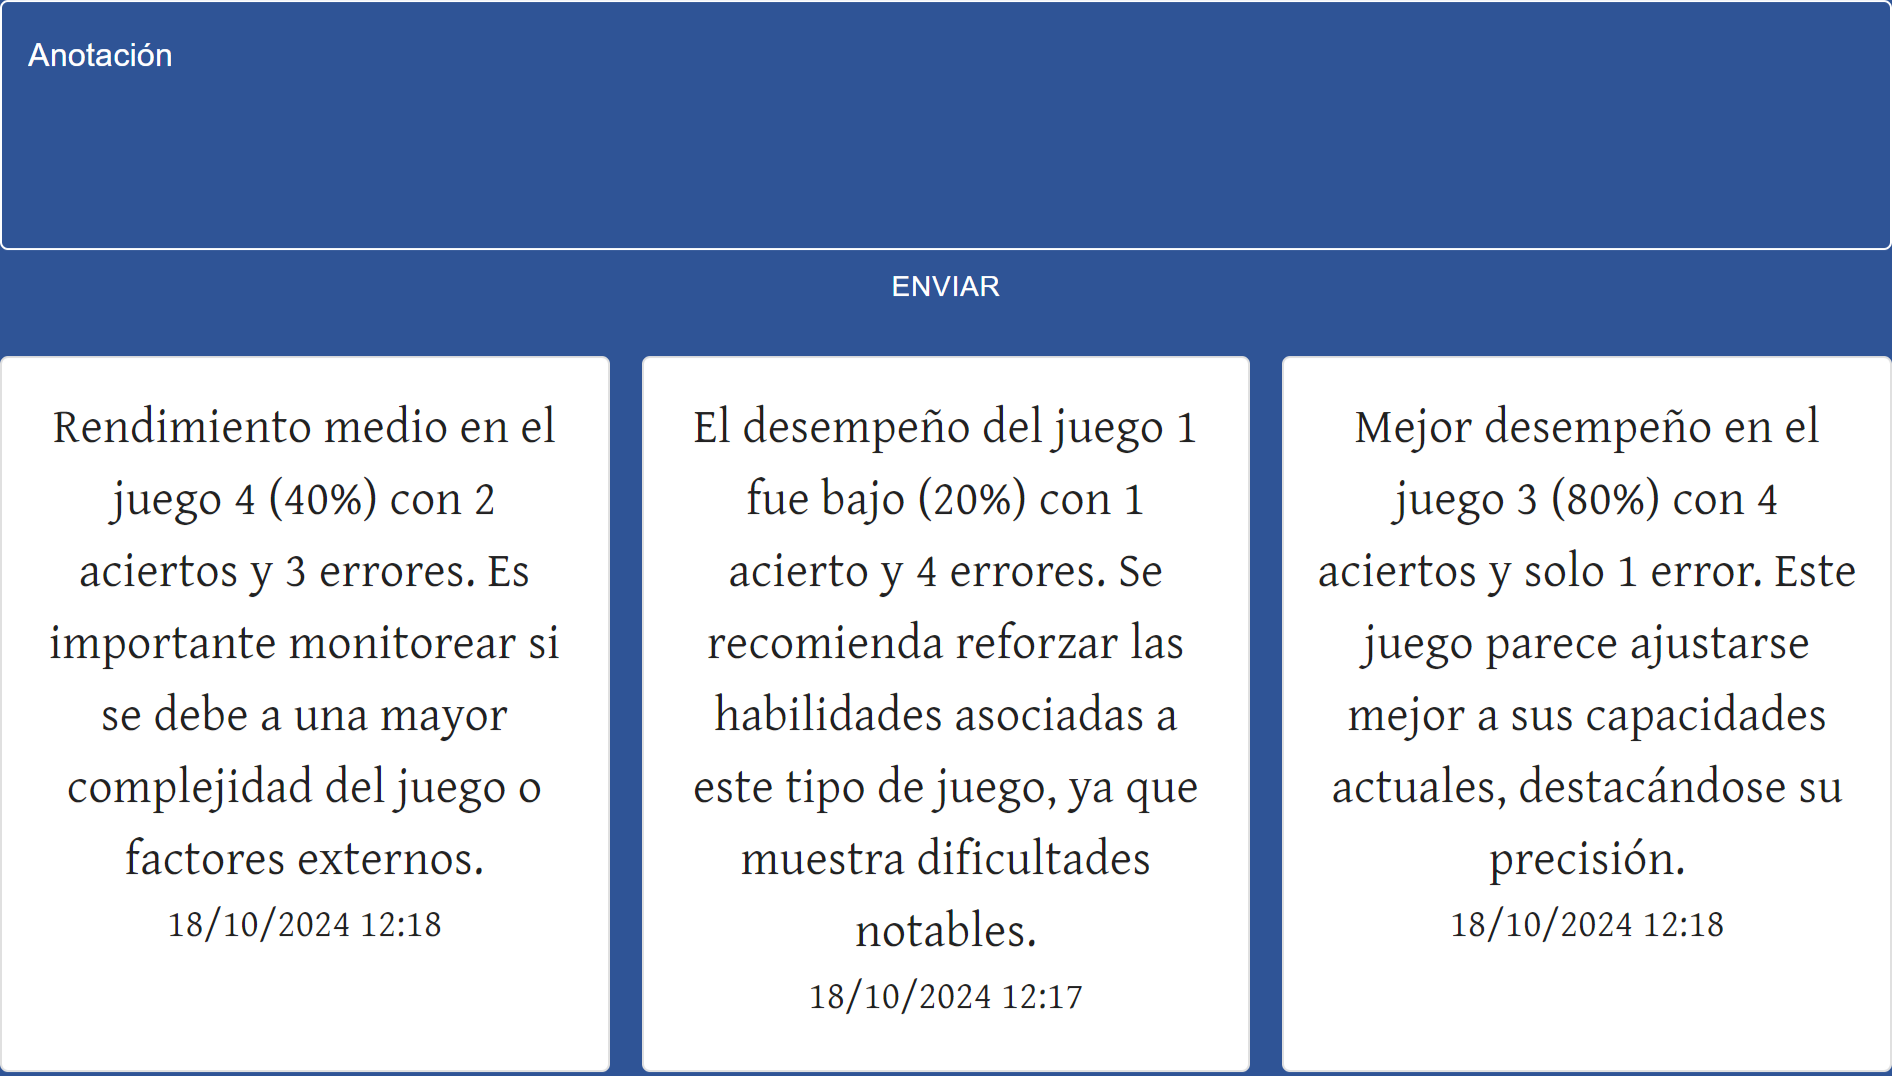 Anotación
ENVIAR
Rendimiento medio en el
juego 4 (40%) con 2
aciertos y 3 errores. Es
importante monitorear si
se debe a una mayor
complejidad del juego o
factores externos.
18/10/2024 12:18
El desempeño del juego 1
fue bajo (20%) con 1
acierto y 4 errores. Se
recomienda reforzar las
habilidades asociadas a
este tipo de juego, ya que
muestra dificultades
notables.
18/10/2024 12:17
Mejor desempeño en el
juego 3 (80%) con 4
aciertos y solo 1 error. Este
juego parece ajustarse
mejor a sus capacidades
actuales, destacándose su
precisión.
18/10/2024 12:18